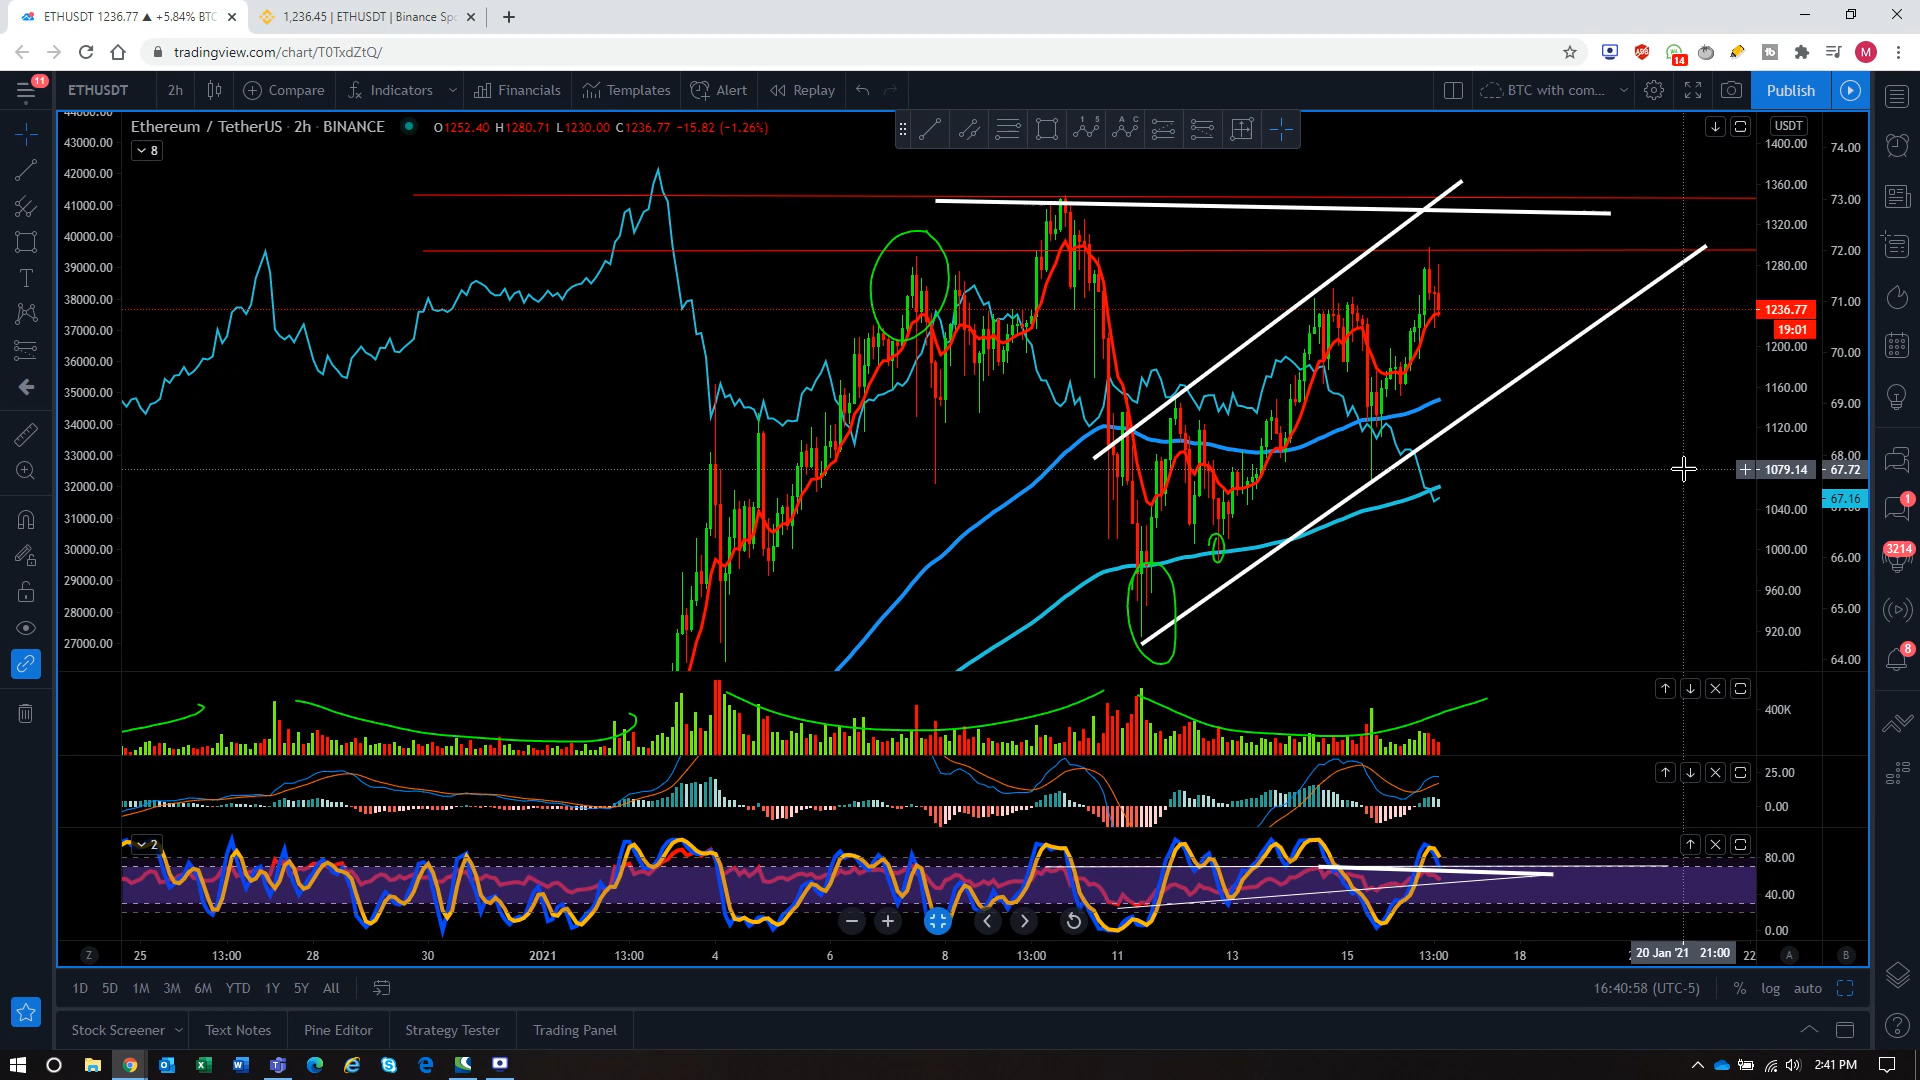 ETHUSDT 1236.77 ▲ +5.84% BTC
1,236.45 | ETHUSDT | Binance Spo
tradingview.com/chart/T0TxdZtQ/
14
M
11
ETHUSDT 2h Compare Indicators Financials Templates Alert Replay BTC with com... Publish
Ethereum / TetherUS · 2h · BINANCE O1252.40 H1280.71 L1230.00 C1236.77 −15.82 (−1.26%)
8
USDT
43000.00 1400.00 74.00
42000.00 1360.00
41000.00 73.00
40000.00 1320.00
39000.00 1280.00 72.00
38000.00
37000.00 1236.77 71.00
19:01
36000.00 1200.00 70.00
35000.00 1160.00 69.00
34000.00 1120.00
33000.00 68.00
1079.14 67.72
32000.00 67.16
31000.00 1040.00
30000.00 1000.00 66.00
29000.00 960.00
28000.00 65.00
27000.00 920.00
64.00
400K
25.00
0.00
2
80.00
40.00
0.00
Z 25 13:00 28 30 2021 13:00 4 6 8 13:00 11 13 15 13:00 18 20 Jan '21 21:00 22 A B
1D 5D 1M 3M 6M YTD 1Y 5Y All 16:40:58 (UTC-5) % log auto
Stock Screener Text Notes Pine Editor Strategy Tester Trading Panel
1
3214
8
2:41 PM